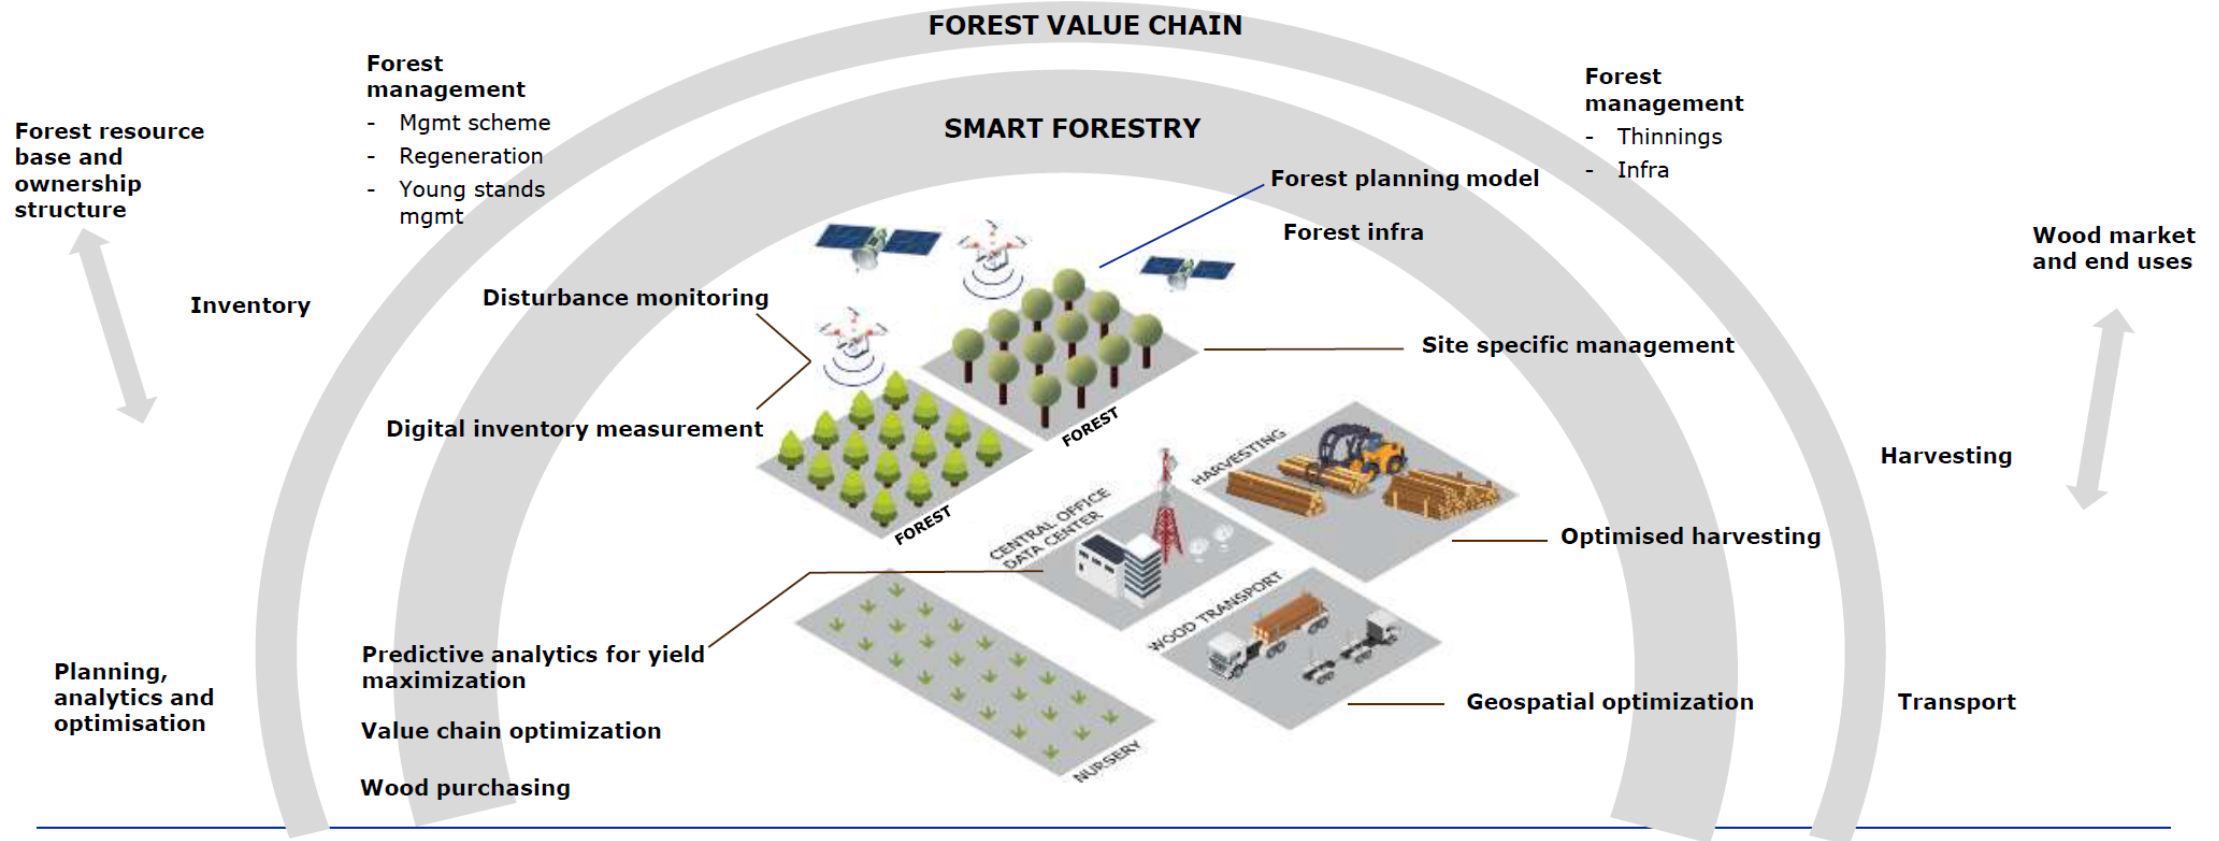 FOREST VALUE CHAIN
SMART FORESTRY
Forest resource
base and
ownership
structure
Forest
management
- Mgmt scheme
- Regeneration
- Young stands
mgmt
Inventory
Planning,
analytics and
optimisation
Disturbance monitoring
Digital inventory measurement
Predictive analytics for yield
maximization
Value chain optimization
Wood purchasing
FOREST
FOREST
HARVESTING
CENTRAL OFFICE
DATA CENTER
WOOD TRANSPORT
NURSERY
Forest planning model
Forest infra
Site specific management
Optimised harvesting
Geospatial optimization
Forest
management
- Thinnings
- Infra
Wood market
and end uses
Harvesting
Transport